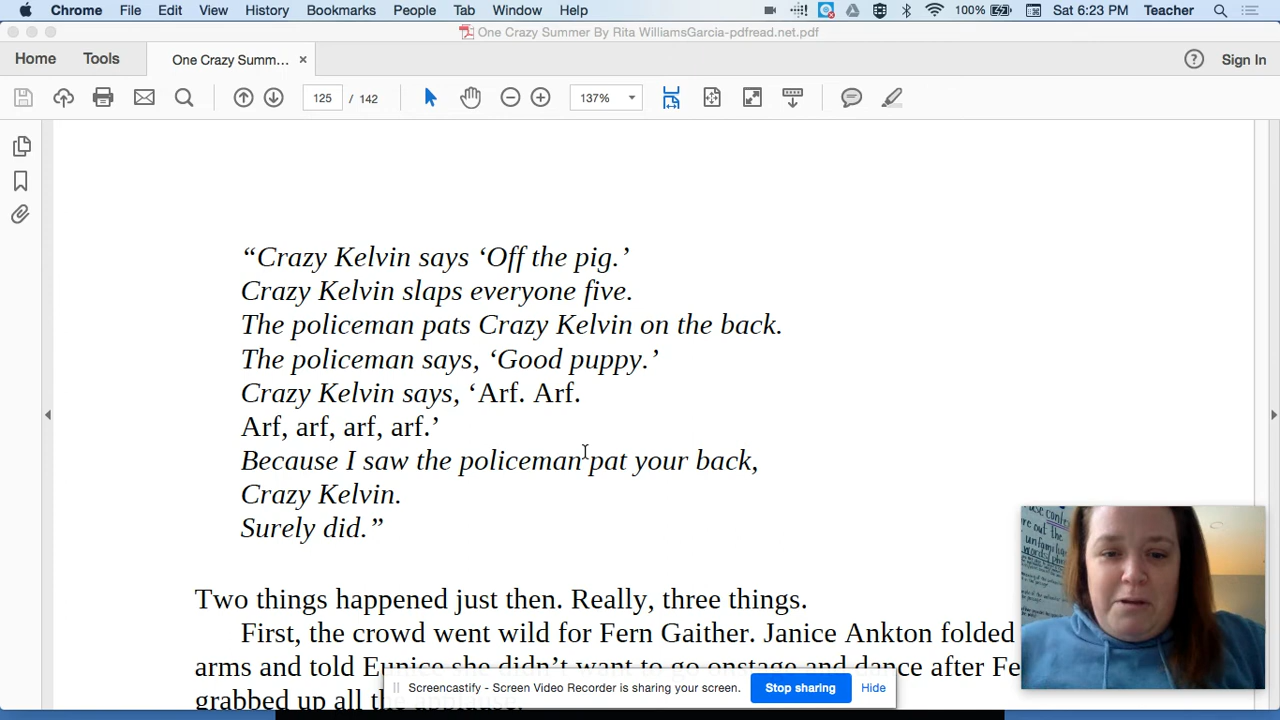 Chrome File Edit View History Bookmarks People Tab Window Help 100% Sat 6:23 PM Teacher
One Crazy Summer By Rita WilliamsGarcia-pdfread.net.pdf
Home Tools One Crazy Summ... × Sign In
125 / 142 137%
“Crazy Kelvin says ‘Off the pig.’
Crazy Kelvin slaps everyone five.
The policeman pats Crazy Kelvin on the back.
The policeman says, ‘Good puppy.’
Crazy Kelvin says, ‘Arf. Arf.
Arf, arf, arf, arf.’
Because I saw the policeman pat your back,
Crazy Kelvin.
Surely did.”
Two things happened just then. Really, three things.
First, the crowd went wild for Fern Gaither. Janice Ankton folded
arms and told Eunice she didn’t want to go onstage and dance after Fe
grabbed up all the applause.
Screencastify - Screen Video Recorder is sharing your screen. Stop sharing Hide